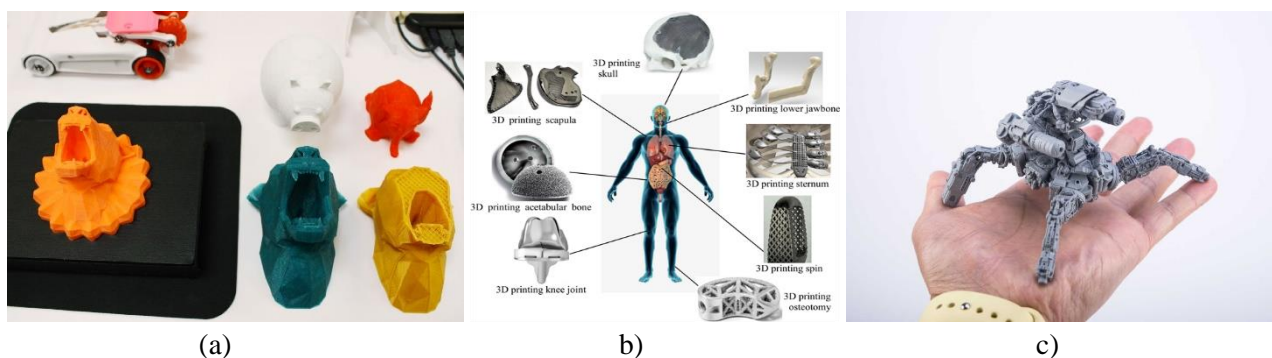 3D printing
skull
3D printing lower jawbone
3D printing scapula
3D printing sternum
3D printing acetabular bone
3D printing spin
3D printing knee joint
3D printing
osteotomy
(a)
b)
c)